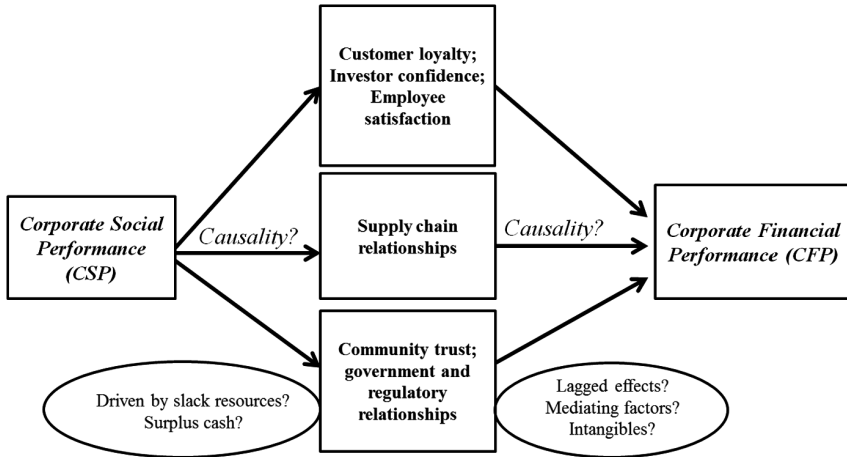 Customer loyalty;
Investor confidence;
Employee
satisfaction
Corporate Social
Performance
(CSP)
Causality?
Supply chain
relationships
Causality?
Corporate Financial
Performance (CFP)
Community trust;
government and
regulatory
relationships
Driven by slack resources?
Surplus cash?
Lagged effects?
Mediating factors?
Intangibles?